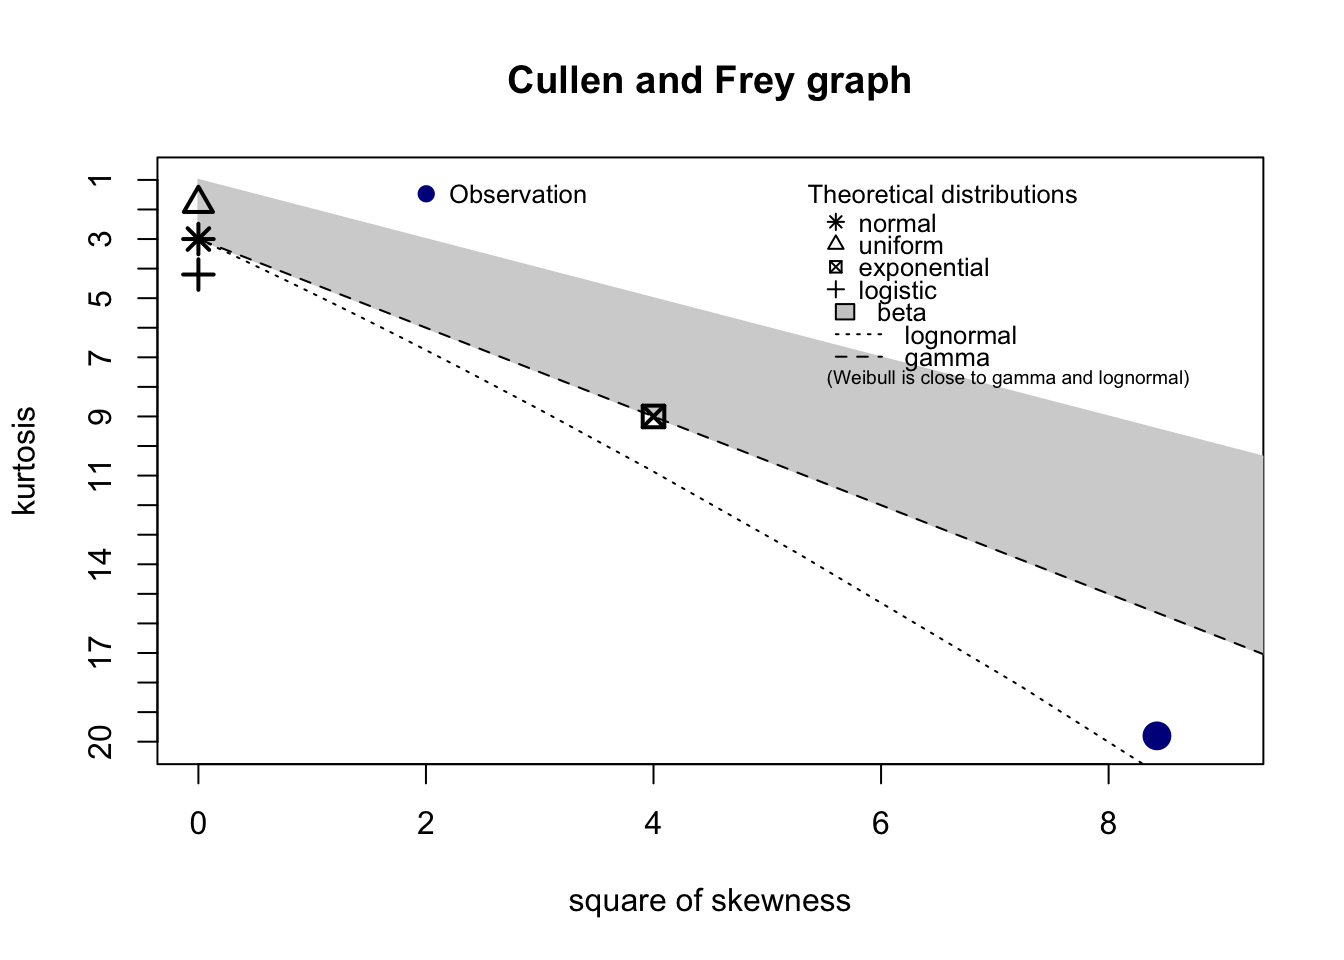 Cullen and Frey graph
Observation
Theoretical distributions
normal
uniform
exponential
logistic
beta
lognormal
gamma
(Weibull is close to gamma and lognormal)
kurtosis
1
3
5
7
9
11
14
17
20
0 2 4 6 8
square of skewness